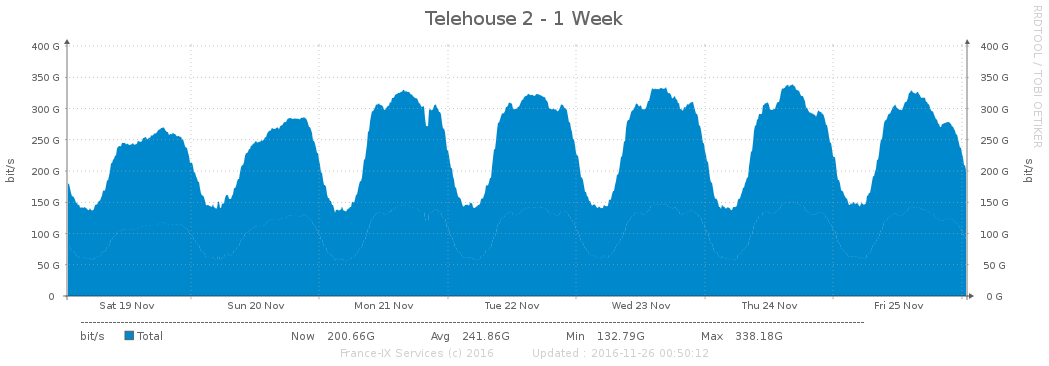 Telehouse 2 - 1 Week
RRDTOOL / TOBI OETIKER
400 G 400 G
350 G 350 G
300 G 300 G
250 G 250 G
200 G 200 G
150 G 150 G
100 G 100 G
50 G 50 G
0 0 G
bit/s
bit/s
Sat 19 Nov Sun 20 Nov Mon 21 Nov Tue 22 Nov Wed 23 Nov Thu 24 Nov Fri 25 Nov
bit/s Total Now 200.66G Avg 241.86G Min 132.79G Max 338.18G
France-IX Services (c) 2016 Updated : 2016-11-26 00:50:12